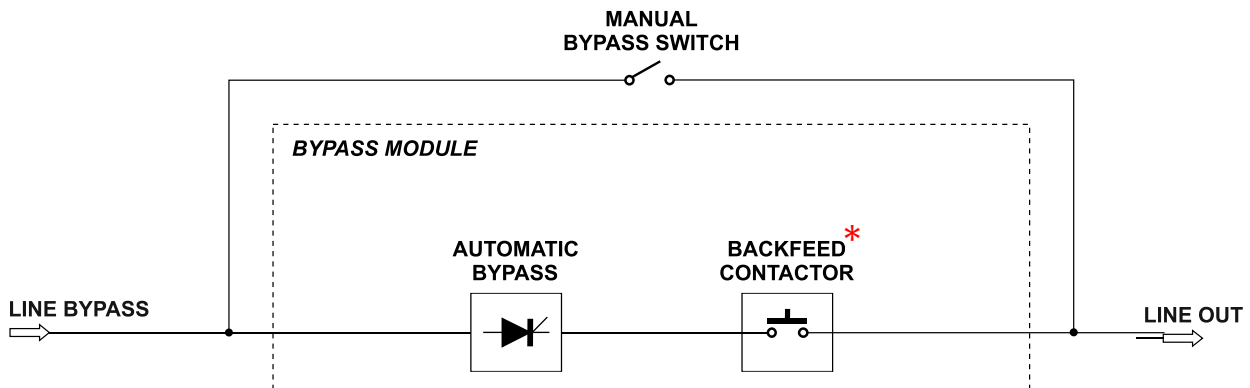 MANUAL
BYPASS SWITCH
BYPASS MODULE
AUTOMATIC
BYPASS
BACKFEED*
CONTACTOR
LINE BYPASS
LINE OUT